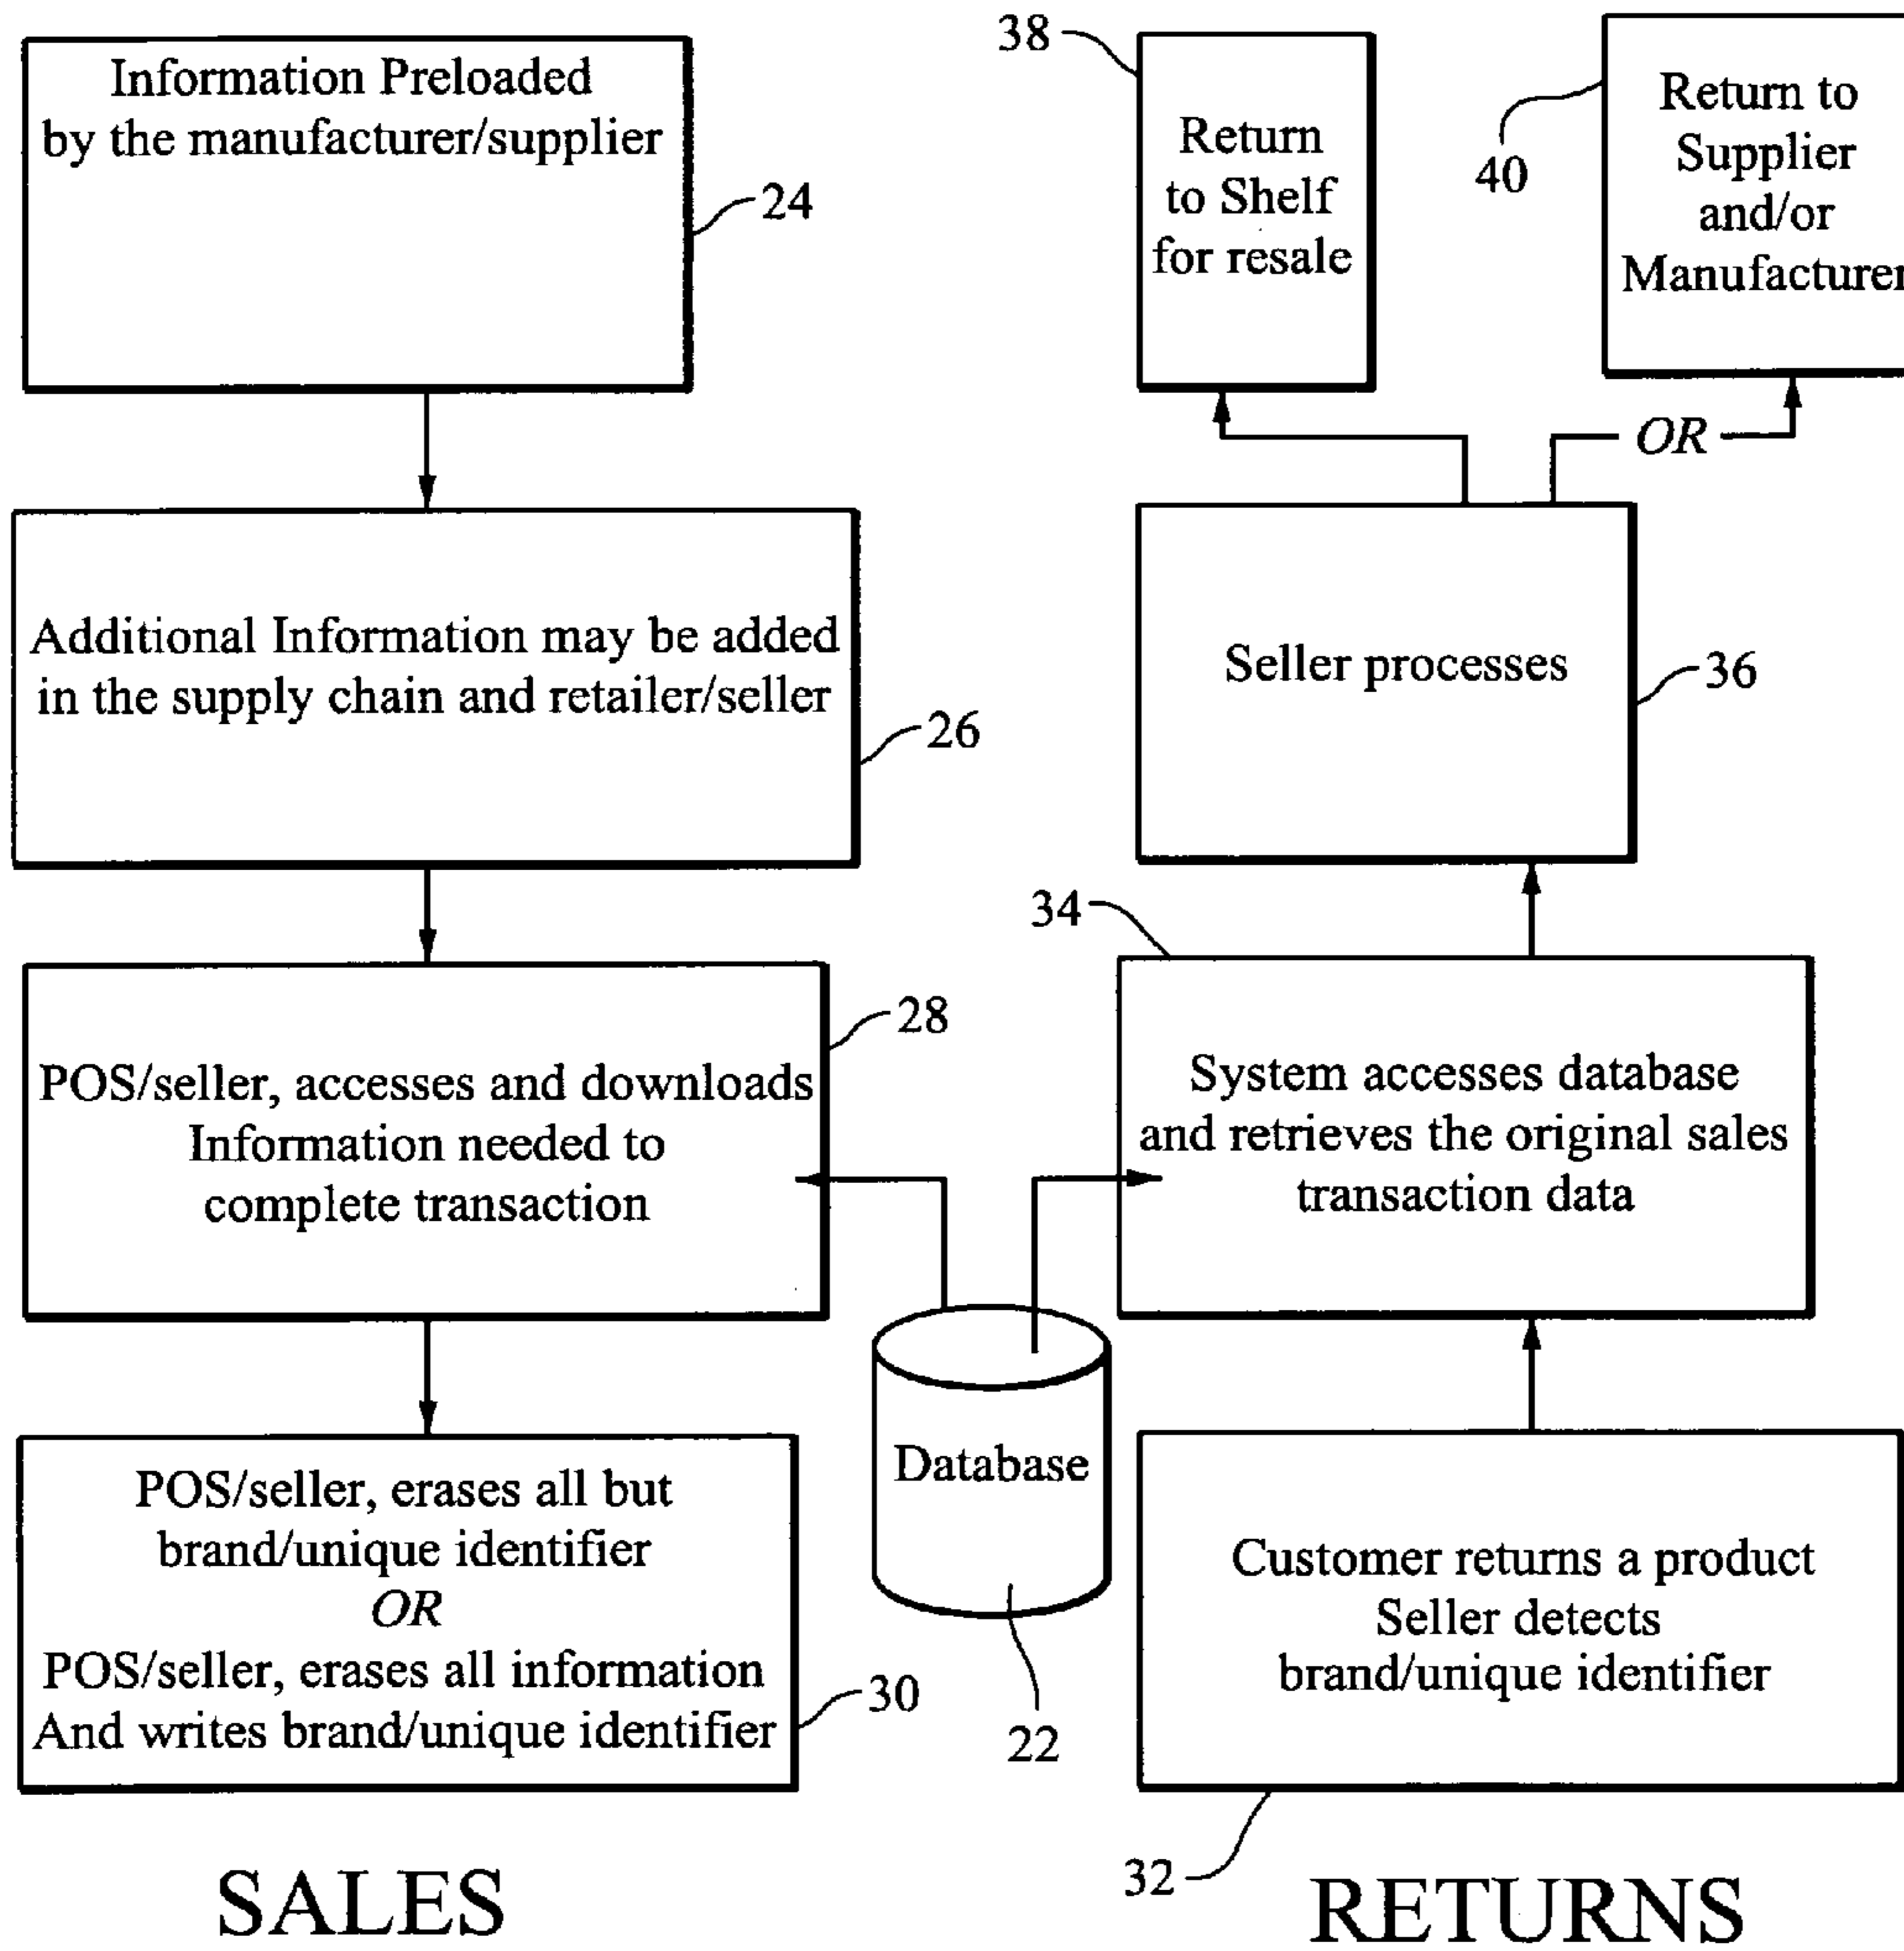 Information Preloaded
by the manufacturer/supplier
24
Additional Information may be added
in the supply chain and retailer/seller
26
POS/seller, accesses and downloads
Information needed to
complete transaction
28
POS/seller, erases all but
brand/unique identifier
OR
POS/seller, erases all information
And writes brand/unique identifier
30
SALES
Database
22
38
Return
to Shelf
for resale
40
Return to
Supplier
and/or
Manufacturer
OR
Seller processes
36
34
System accesses database
and retrieves the original sales
transaction data
Customer returns a product
Seller detects
brand/unique identifier
32
RETURNS